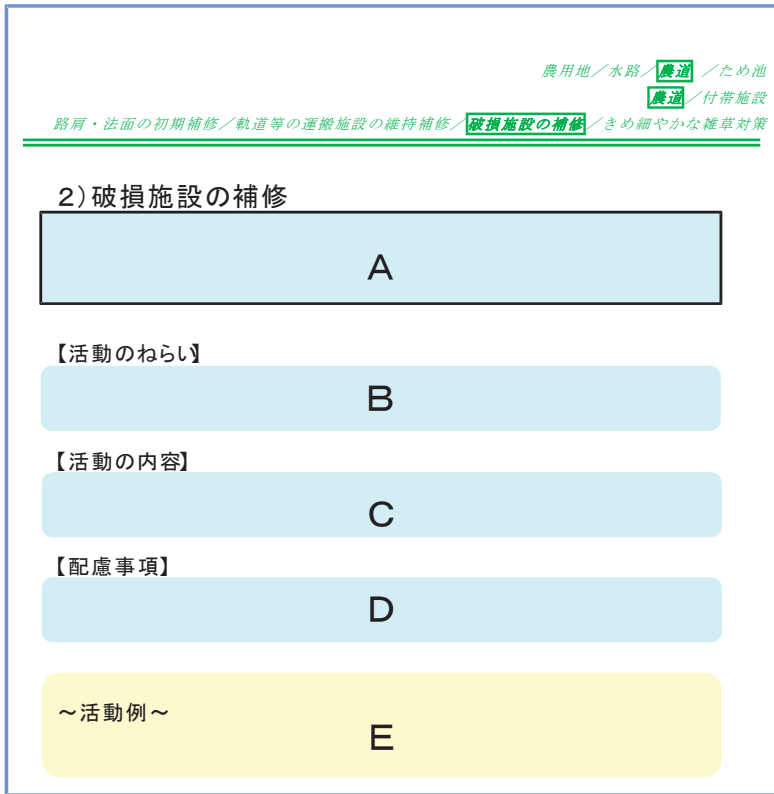 農用地／水路／農道 ／ため池
農道／付帯施設
路肩・法面の初期補修／軌道等の運搬施設の維持補修／破損施設の補修／きめ細やかな雑草対策
２）破損施設の補修
A
【活動のねらい】
B
【活動の内容】
C
【配慮事項】
D
～活動例～
E